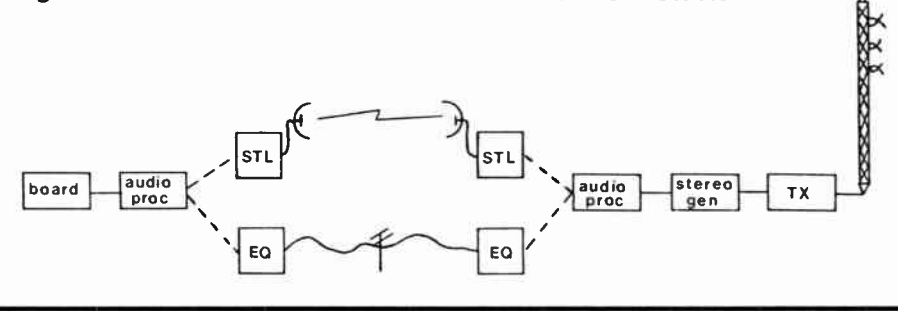 STL
STL
board
audio
proc
audio
proc
stereo
gen
TX
EQ
EQ